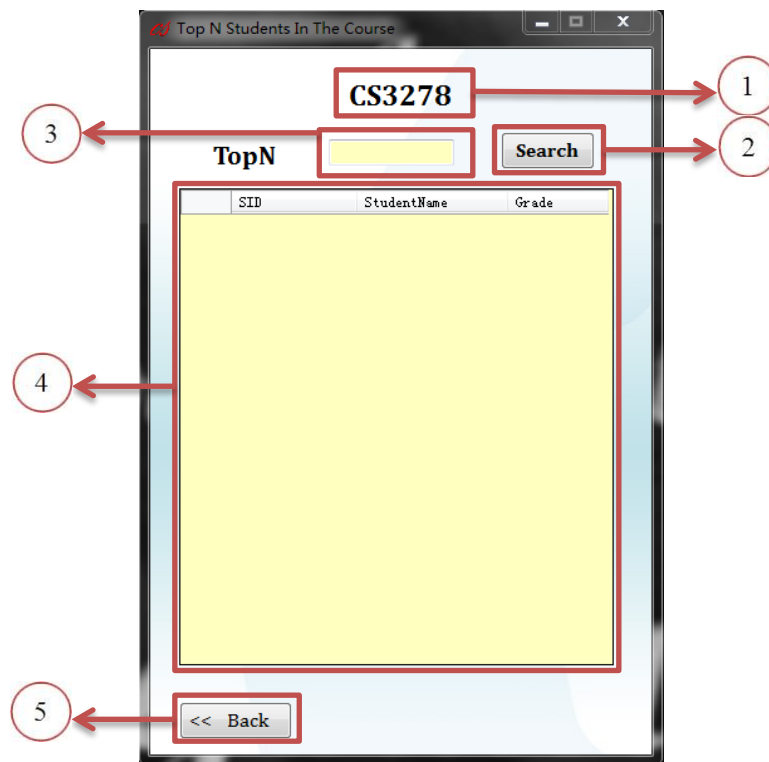 Top N Students In The Course
CS3278
1
3
TopN
Search
2
SID StudentName Grade
4
5
<< Back